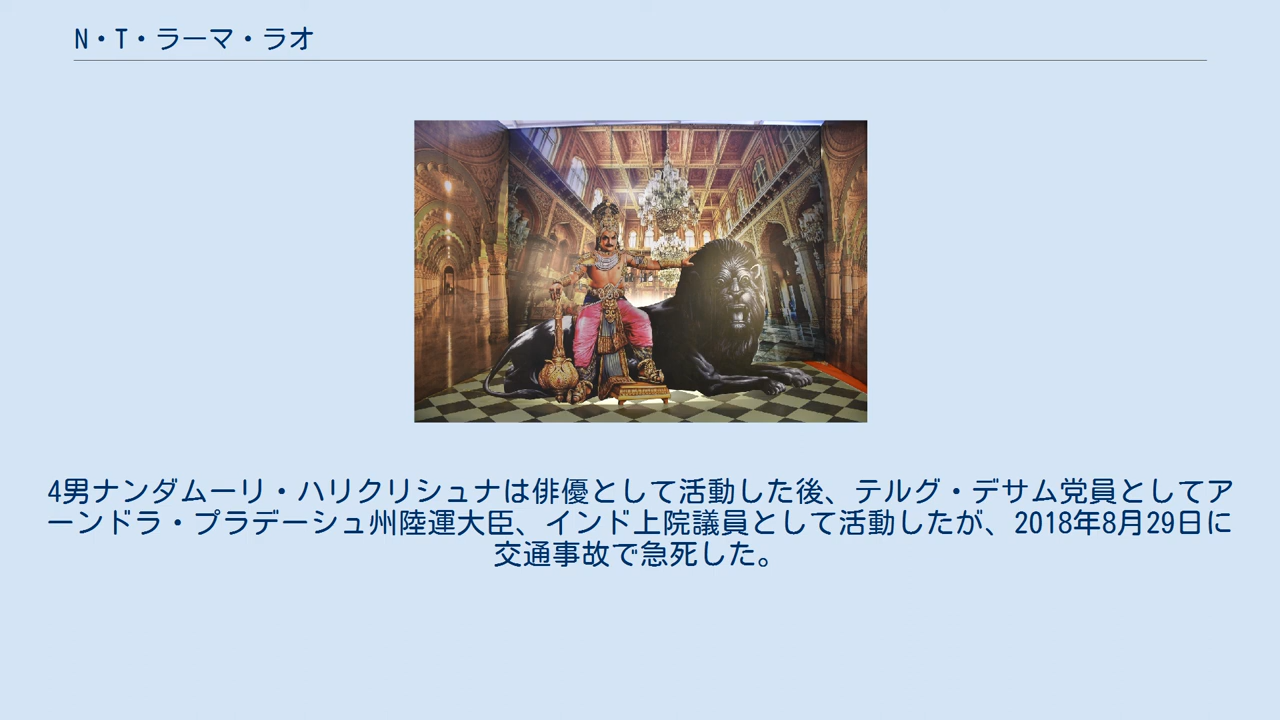 N・T・ラーマ・ラオ
4男ナンダムーリ・ハリクリシュナは俳優として活動した後、テルグ・デサム党員としてア
ーンドラ・プラデーシュ州陸運大臣、インド上院議員として活動したが、2018年8月29日に
交通事故で急死した。